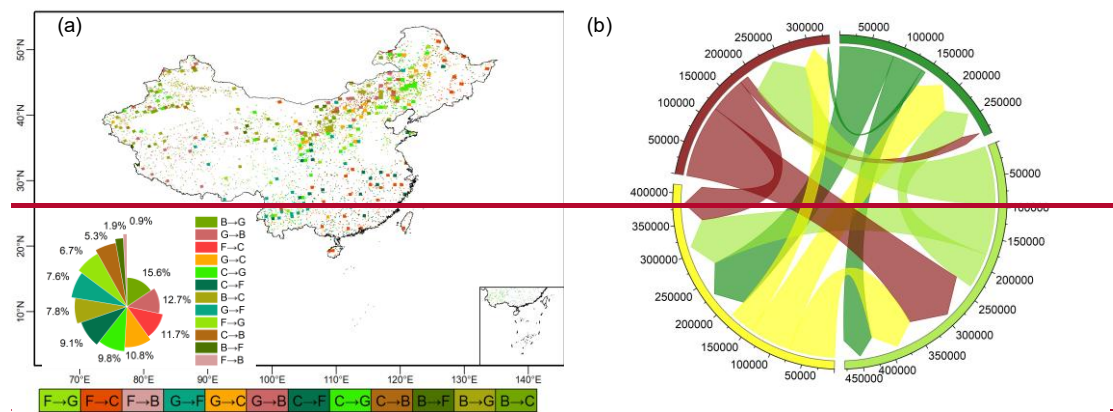 (a)
50°N
40°N
30°N
20°N
10°N
70°E
80°E
90°E
100°E
110°E
120°E
130°E
140°E
B→G
G→B
F→C
G→C
C→G
C→F
B→C
G→F
F→G
C→B
B→F
F→B
0.9%
1.9%
5.3%
6.7%
7.6%
7.8%
9.1%
9.8%
10.8%
11.7%
12.7%
15.6%
F→G F→C F→B G→F G→C G→B C→F C→G C→B B→F B→G B→C
(b)
50000
100000
150000
200000
250000
300000
50000
100000
150000
200000
250000
50000
100000
150000
200000
250000
300000
350000
400000
450000
50000
100000
150000
200000
250000
300000
350000
400000